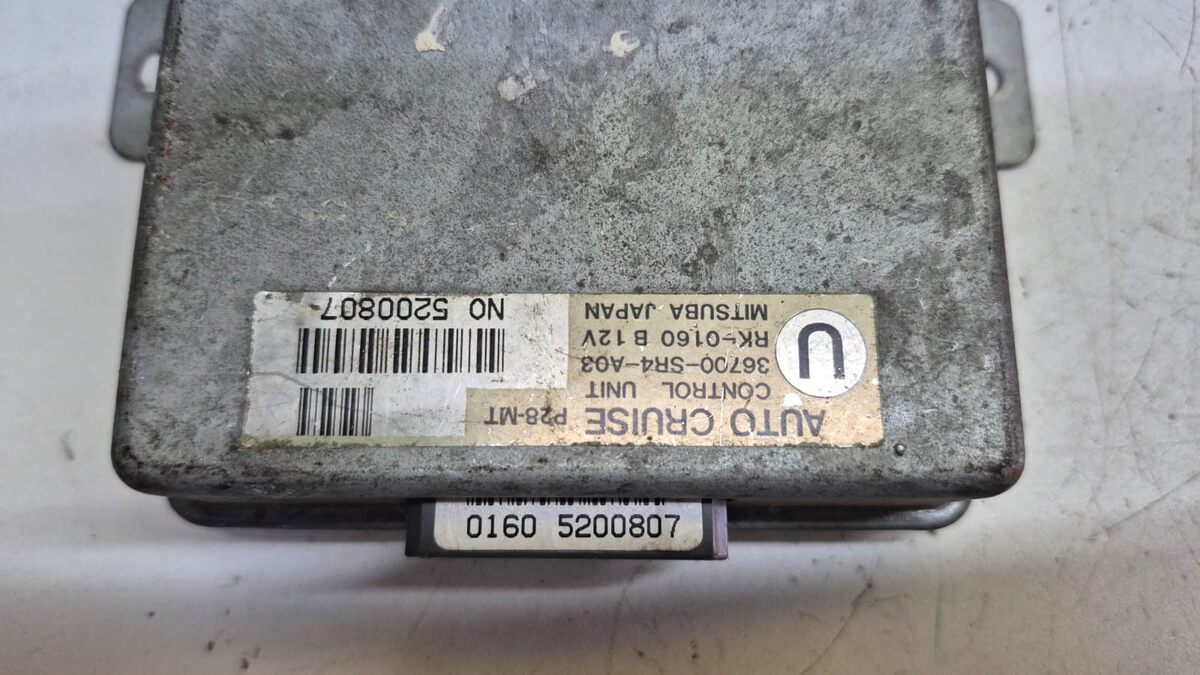 AUTO CRUISE P28-MT
CONTROL UNIT
36700-SR4-A03
RK-0160 B 12V
MITSUBA JAPAN
U
NO 5200807
0160 5200807